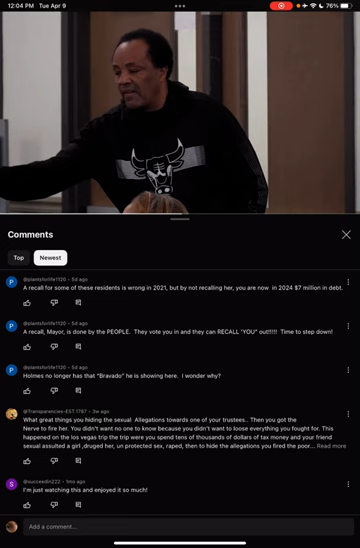 12:04 PM Tue Apr 9
76%
Comments
Top
Newest
@plantsforlife1120 • 5d ago
A recall for some of these residents is wrong in 2021, but by not recalling her, you are now in 2024 $7 million in debt.
@plantsforlife1120 • 5d ago
A recall, Mayor, is done by the PEOPLE. They vote you in and they can RECALL 'YOU" out!!!!! Time to step down!
@plantsforlife1120 • 5d ago
Holmes no longer has that "Bravado" he is showing here. I wonder why?
@Transparencies-EST.1787 • 3w ago
What great things you hiding the sexual Allegations towards one of your trustees.. Then you got the
Nerve to fire her. You didn't want no one to know because you didn't want to loose everything you fought for. This
happened on the los vegas trip the trip were you spend tens of thousands of dollars of tax money and your friend
sexual assulted a girl ,druged her, un protected sex, raped, then to hide the allegations you fired the poor... Read more
@succeedin222 • 1mo ago
I'm just watching this and enjoyed it so much!
Add a comment...